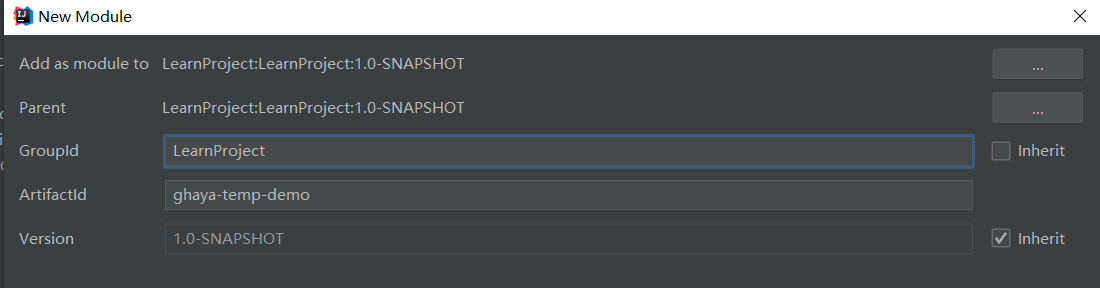 New Module
Add as module to LearnProject:LearnProject:1.0-SNAPSHOT ...
Parent LearnProject:LearnProject:1.0-SNAPSHOT ...
GroupId LearnProject Inherit
ArtifactId ghaya-temp-demo
Version 1.0-SNAPSHOT Inherit